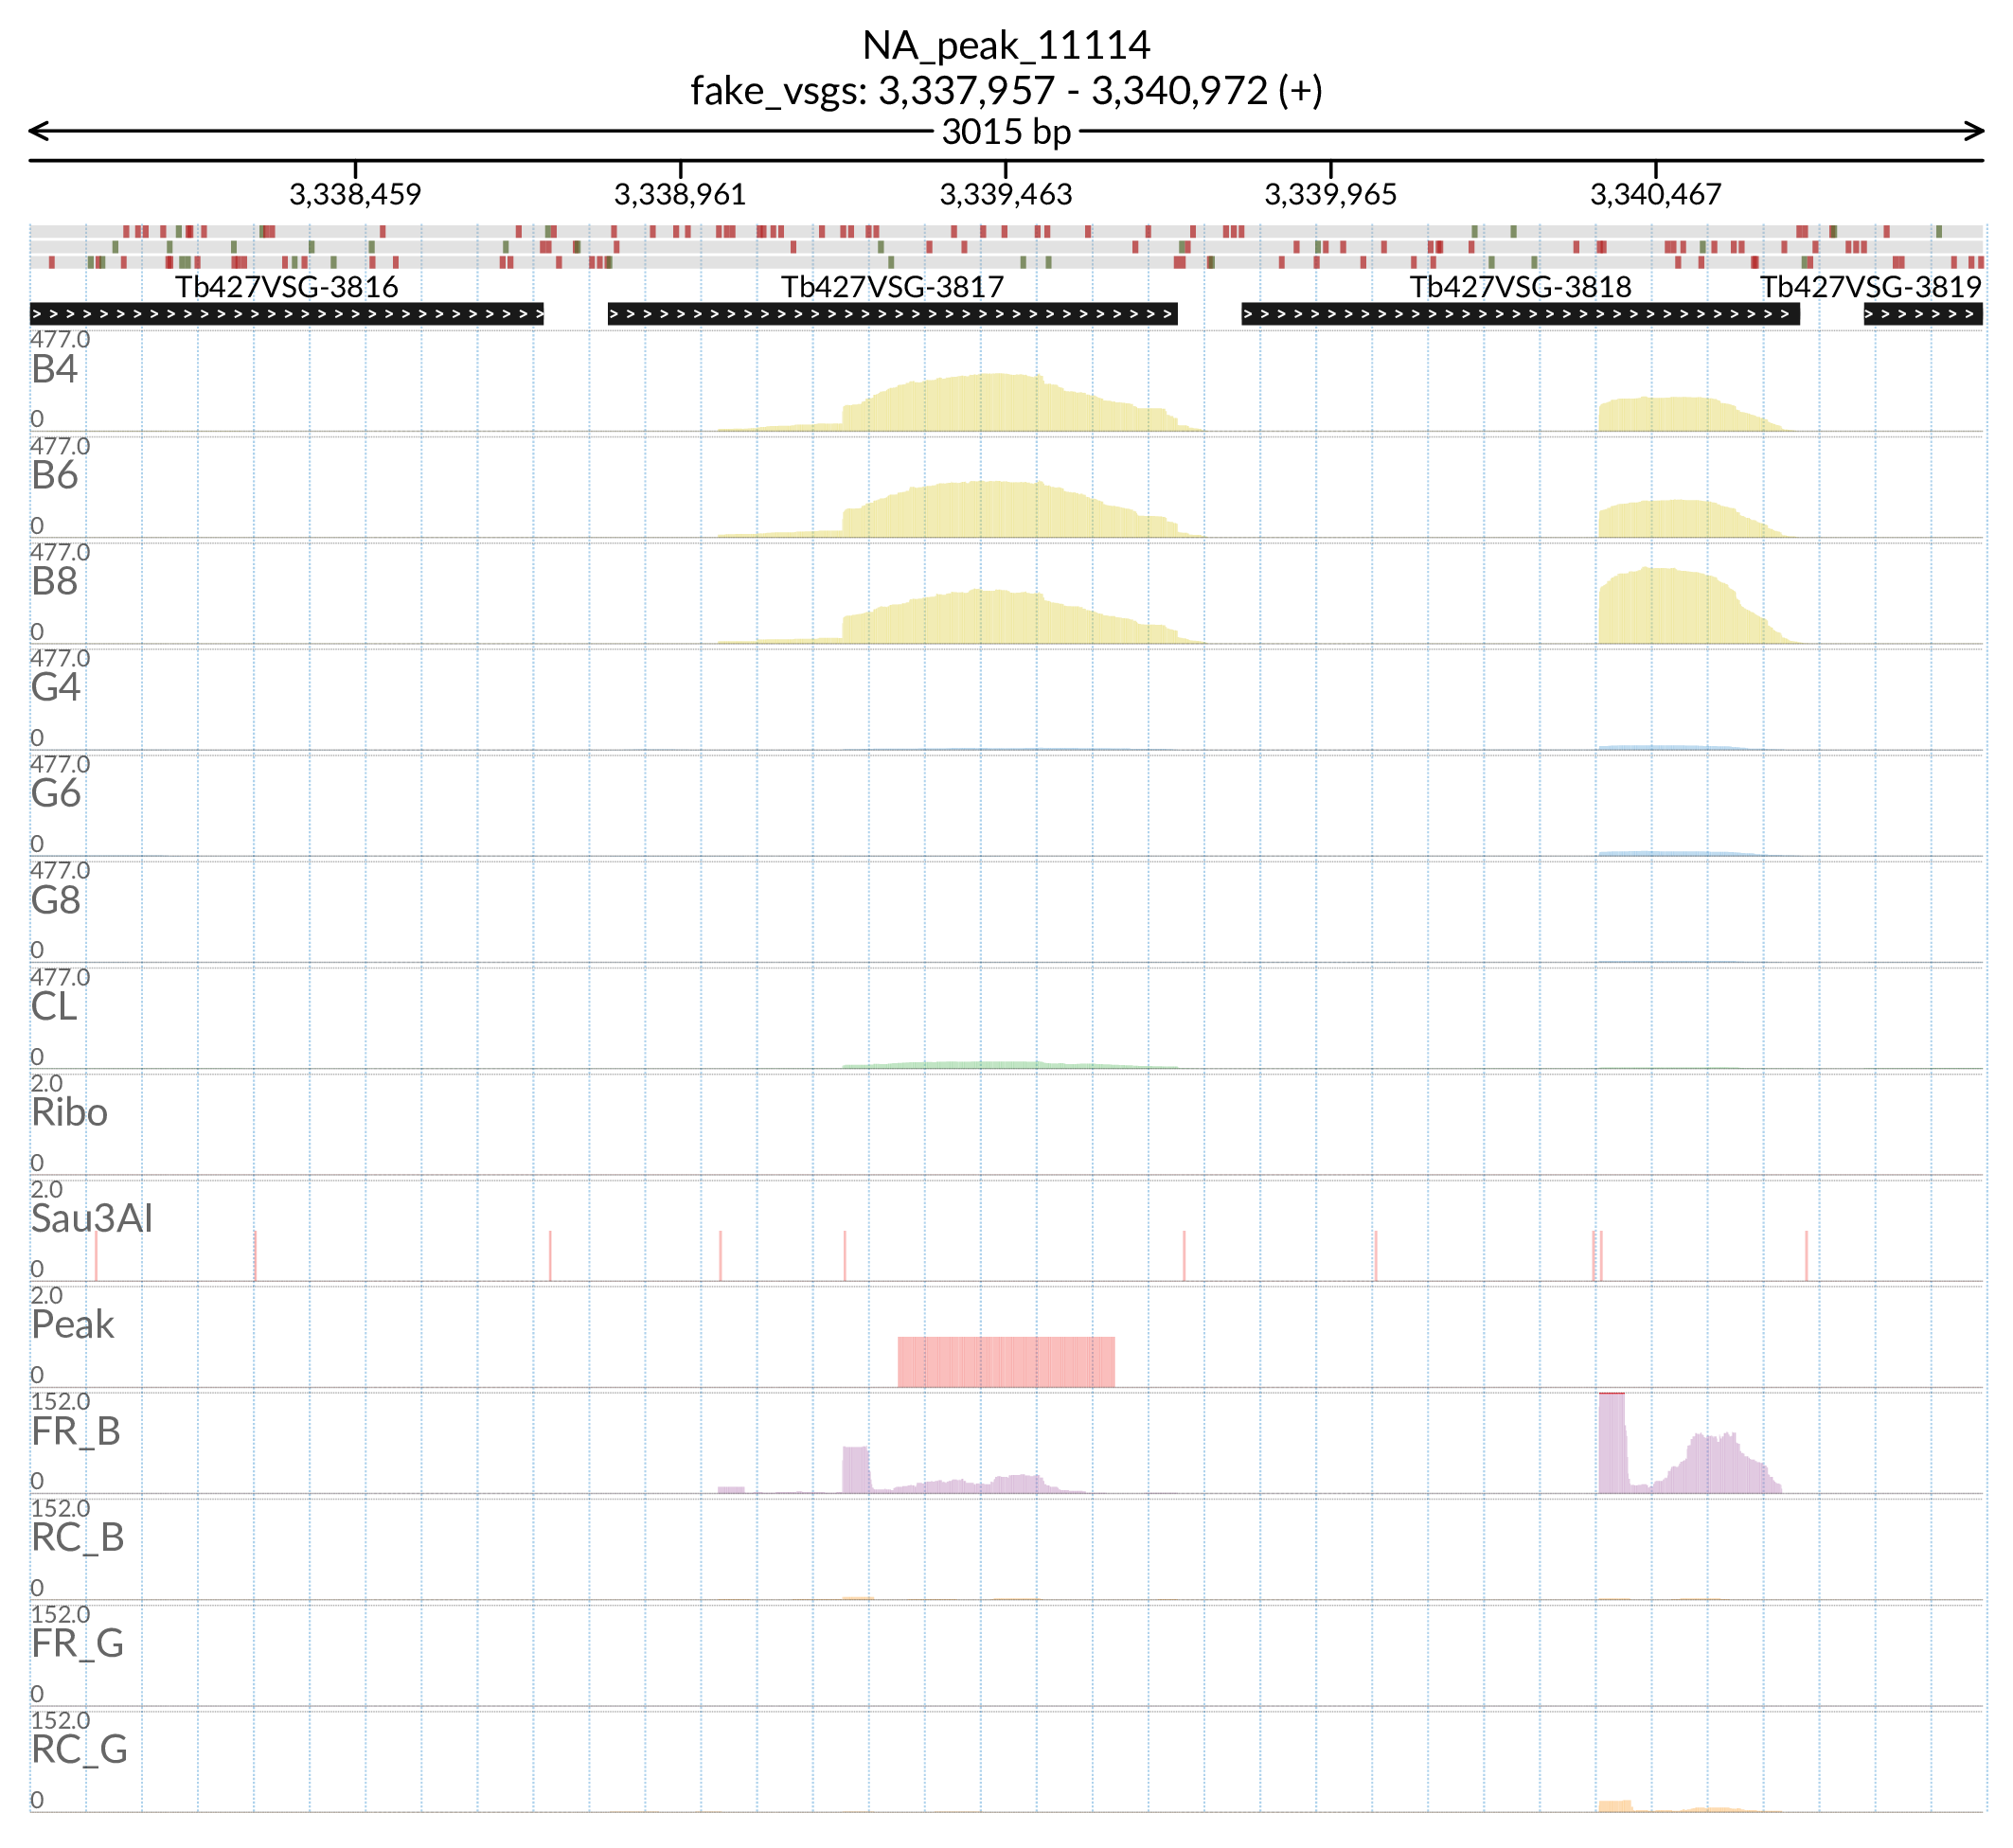 NA_peak_11114
fake_vsgs: 3,337,957 - 3,340,972 (+)
3015 bp
3,338,459 3,338,961 3,339,463 3,339,965 3,340,467
Tb427VSG-3816 Tb427VSG-3817 Tb427VSG-3818 Tb427VSG-3819
477.0
B4
0
477.0
B6
0
477.0
B8
0
477.0
G4
0
477.0
G6
0
477.0
G8
0
477.0
CL
0
2.0
Ribo
0
2.0
Sau3AI
0
2.0
Peak
0
152.0
FR_B
0
152.0
RC_B
0
152.0
FR_G
0
152.0
RC_G
0